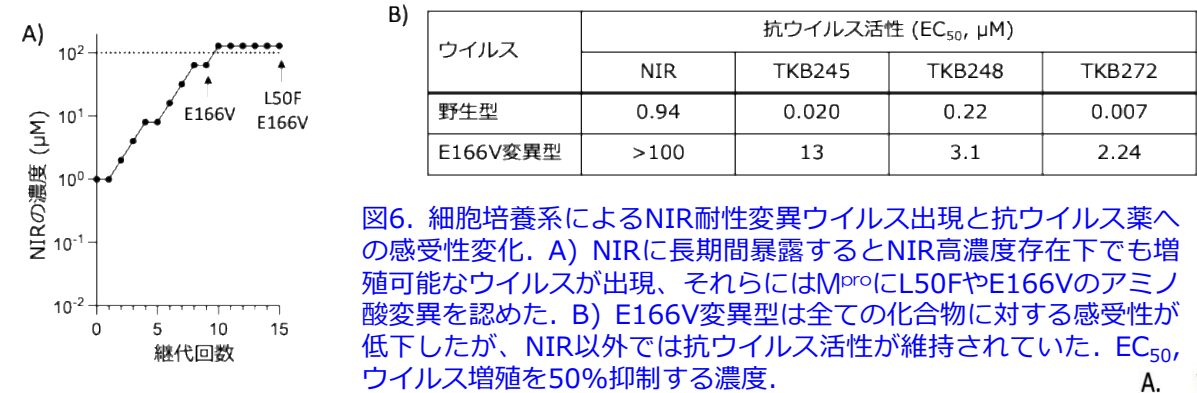 A)
NIRの濃度 (μM)
10²
10¹
10⁰
10⁻¹
10⁻²
E166V
L50F
E166V
0 5 10 15
継代回数
B)
ウイルス 抗ウイルス活性 (EC₅₀, μM)
NIR TKB245 TKB248 TKB272
野生型 0.94 0.020 0.22 0.007
E166V変異型 >100 13 3.1 2.24
図6. 細胞培養系によるNIR耐性変異ウイルス出現と抗ウイルス薬へ
の感受性変化. A) NIRに長期間暴露するとNIR高濃度存在下でも増
殖可能なウイルスが出現、それらにはMᵖʳᵒにL50FやE166Vのアミノ
酸変異を認めた. B) E166V変異型は全ての化合物に対する感受性が
低下したが、NIR以外では抗ウイルス活性が維持されていた. EC₅₀,
ウイルス増殖を50%抑制する濃度.
A.